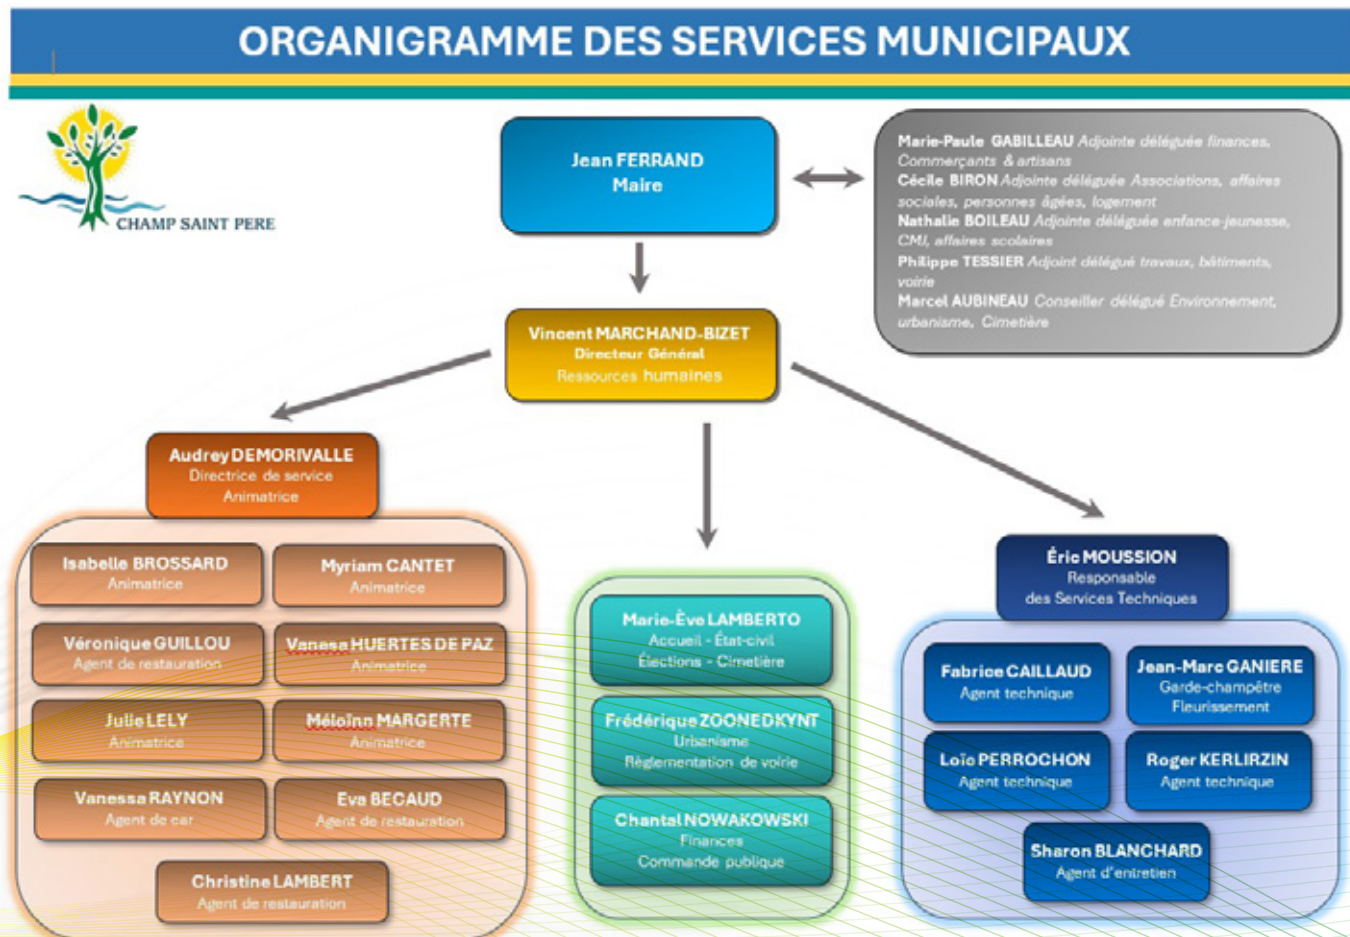 ORGANIGRAMME DES SERVICES MUNICIPAUX
CHAMP SAINT PERE
Jean FERRAND
Maire
Marie-Paule GABILLEAU Adjointe déléguée finances,
Commerçants & artisans
Cécile BIRON Adjointe déléguée Associations, affaires
sociales, personnes âgées, logement
Nathalie BOILEAU Adjointe déléguée enfance-jeunesse,
CMJ, affaires scolaires
Philippe TESSIER Adjoint délégué travaux, bâtiments,
voirie
Marcel AUBINEAU Conseiller délégué Environnement,
urbanisme, Cimetière
Vincent MARCHAND-BIZET
Directeur Général
Ressources humaines
Audrey DEMORIVALLE
Directrice de service
Animatrice
Isabelle BROSSARD
Animatrice
Myriam CANTET
Animatrice
Véronique GUILLOU
Agent de restauration
Vanesa HUERTES DE PAZ
Animatrice
Julie LELY
Animatrice
Méloïnn MARGERTE
Animatrice
Vanessa RAYNON
Agent de car
Eva BECAUD
Agent de restauration
Christine LAMBERT
Agent de restauration
Marie-Ève LAMBERTO
Accueil - État-civil
Élections - Cimetière
Frédérique ZOONEDKYNT
Urbanisme
Règlementation de voirie
Chantal NOWAKOWSKI
Finances
Commande publique
Éric MOUSSION
Responsable
des Services Techniques
Fabrice CAILLAUD
Agent technique
Jean-Marc GANIERE
Garde-champêtre
Fleurissement
Loïc PERROCHON
Agent technique
Roger KERLIRZIN
Agent technique
Sharon BLANCHARD
Agent d'entretien